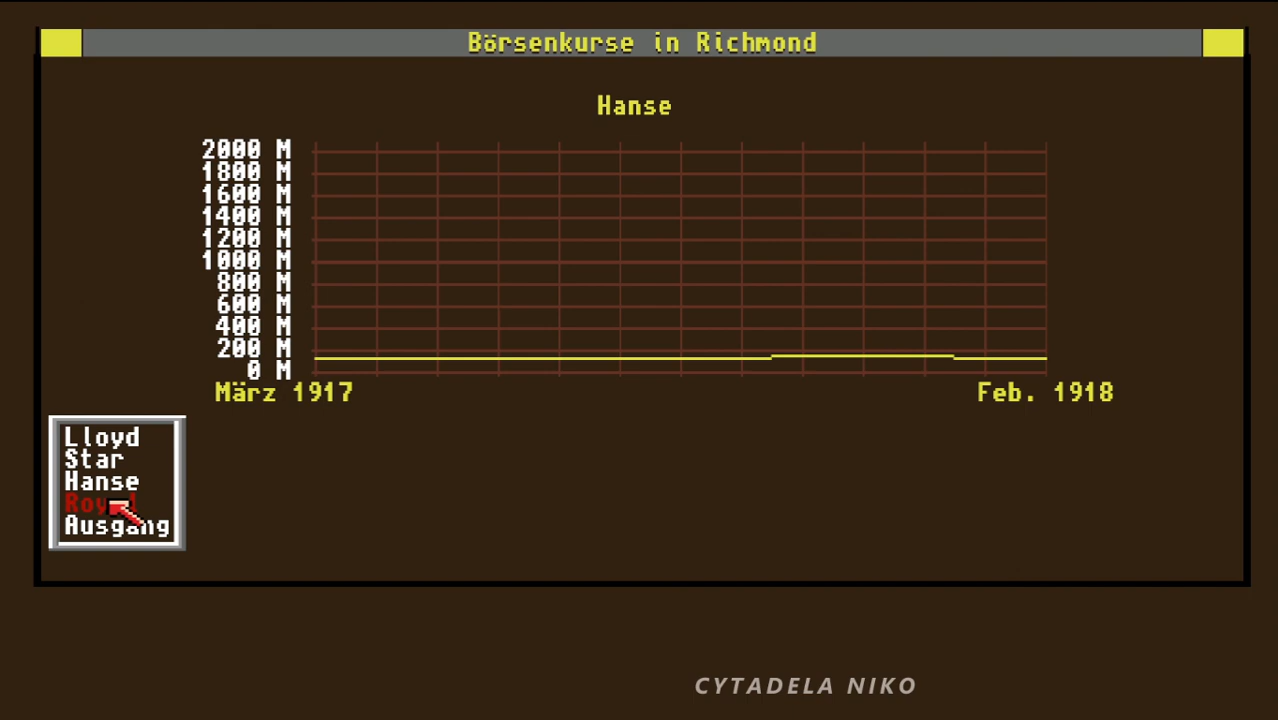 Börsenkurse in Richmond
Hanse
2000 M
1800 M
1600 M
1400 M
1200 M
1000 M
800 M
600 M
400 M
200 M
0 M
März 1917 Feb. 1918
Lloyd
Star
Hanse
Royal
Ausgang
CYTADELA NIKO